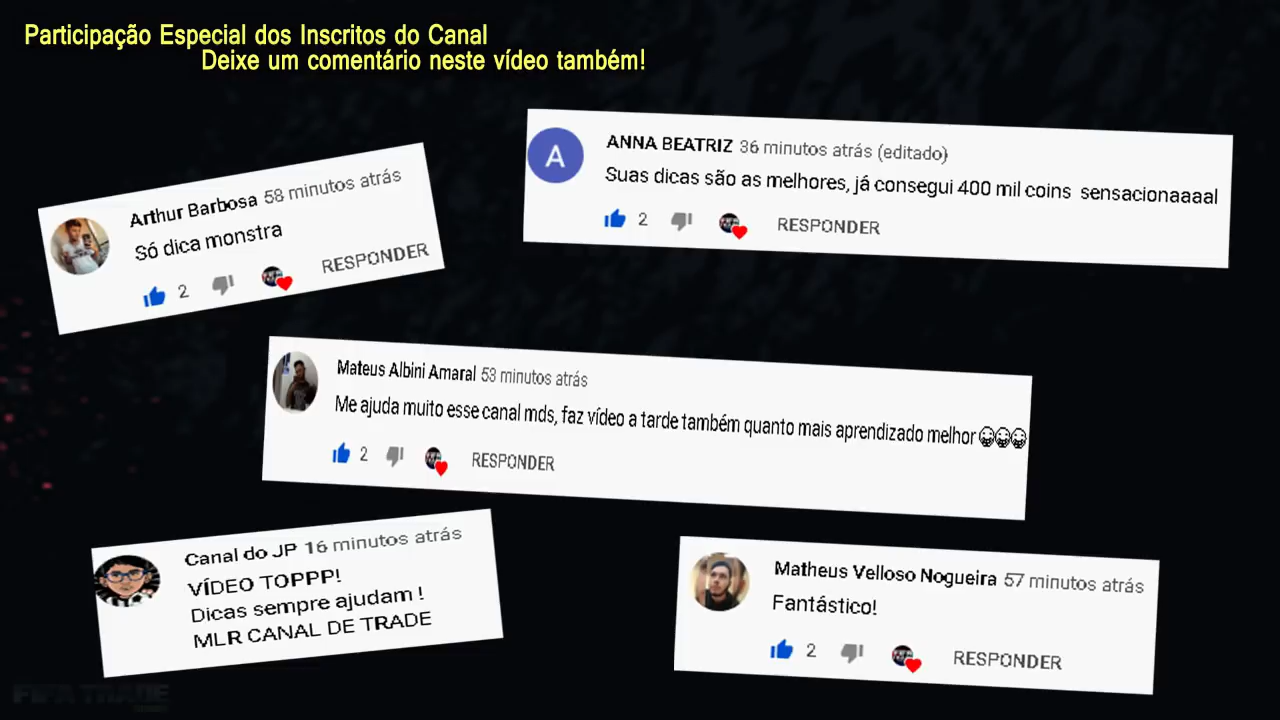 Participação Especial dos Inscritos do Canal
Deixe um comentário neste vídeo também!
Arthur Barbosa 58 minutos atrás
Só dica monstra
2 RESPONDER
A
ANNA BEATRIZ 36 minutos atrás (editado)
Suas dicas são as melhores, já consegui 400 mil coins sensacionaaaal
2 RESPONDER
Mateus Albini Amaral 53 minutos atrás
Me ajuda muito esse canal mds, faz vídeo a tarde também quanto mais aprendizado melhor 😀😀😀
2 RESPONDER
Canal do JP 16 minutos atrás
VÍDEO TOPPP!
Dicas sempre ajudam !
MLR CANAL DE TRADE
Matheus Velloso Nogueira 57 minutos atrás
Fantástico!
2 RESPONDER
FIFA TRADE